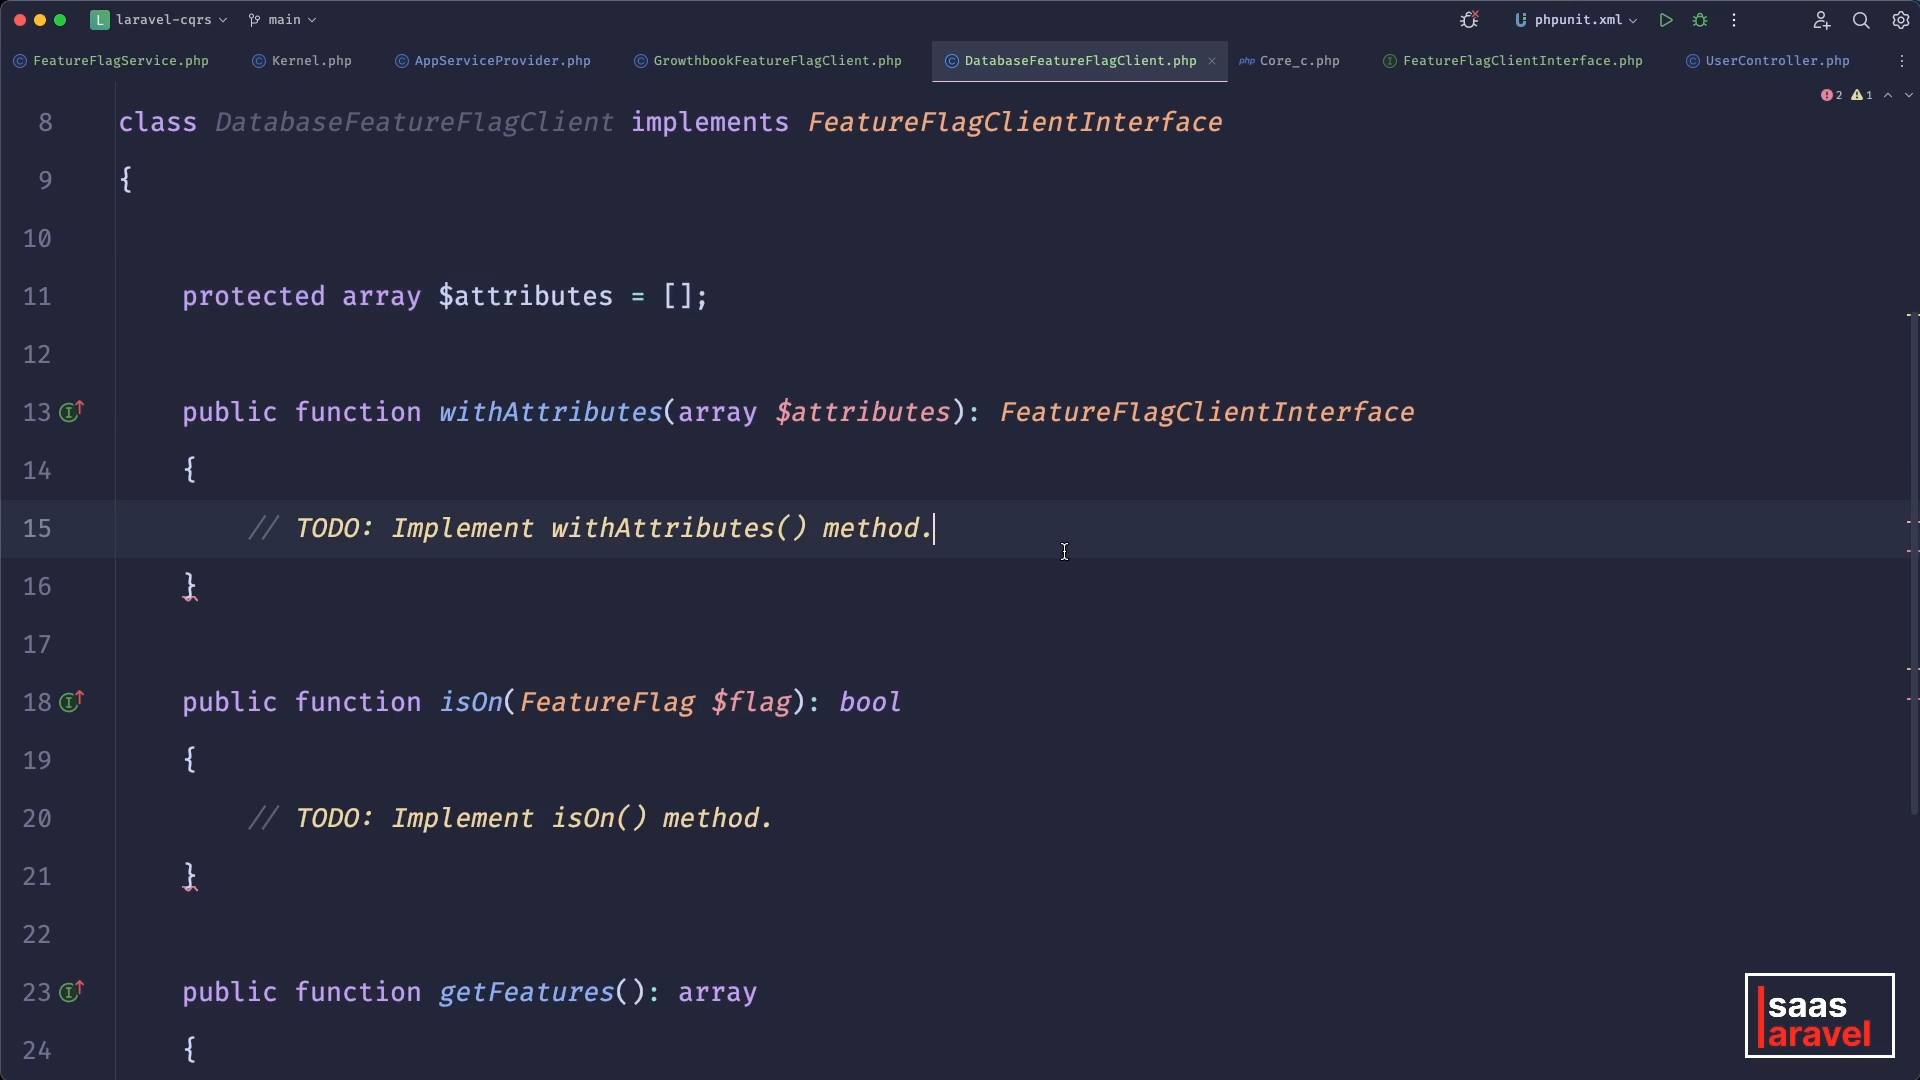 L laravel-cqrs main phpunit.xml
FeatureFlagService.php Kernel.php AppServiceProvider.php GrowthbookFeatureFlagClient.php DatabaseFeatureFlagClient.php php Core_c.php FeatureFlagClientInterface.php UserController.php
2 1
8 class DatabaseFeatureFlagClient implements FeatureFlagClientInterface
9 {
10
11 protected array $attributes = [];
12
13 public function withAttributes(array $attributes): FeatureFlagClientInterface
14 {
15 // TODO: Implement withAttributes() method.
16 }
17
18 public function isOn(FeatureFlag $flag): bool
19 {
20 // TODO: Implement isOn() method.
21 }
22
23 public function getFeatures(): array
24 {
saas
laravel